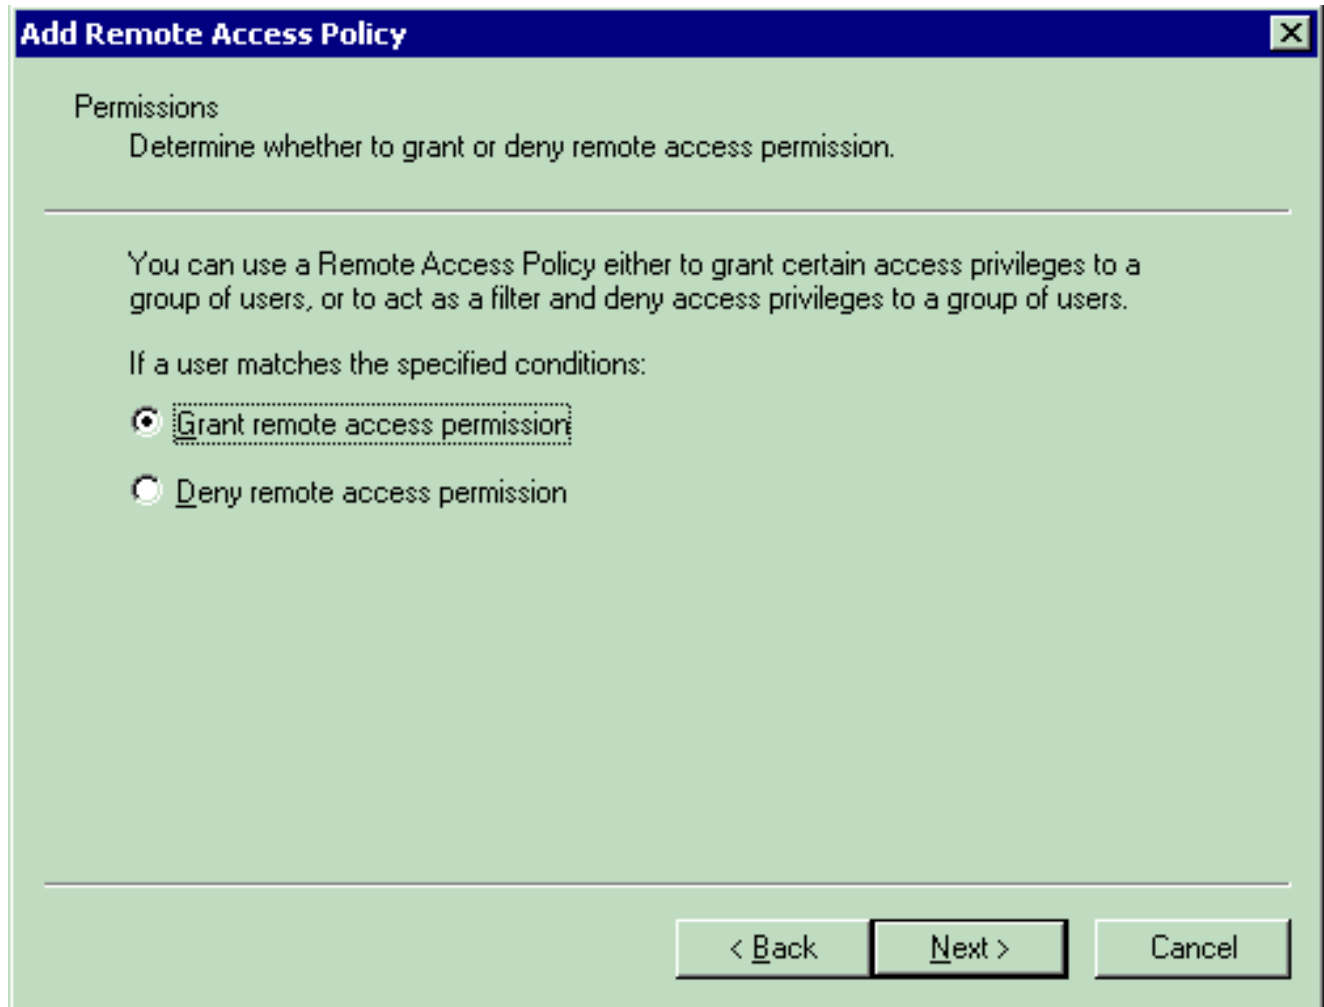 Add Remote Access Policy
Permissions
Determine whether to grant or deny remote access permission.
You can use a Remote Access Policy either to grant certain access privileges to a
group of users, or to act as a filter and deny access privileges to a group of users.
If a user matches the specified conditions:
Grant remote access permission
Deny remote access permission
< Back
Next >
Cancel